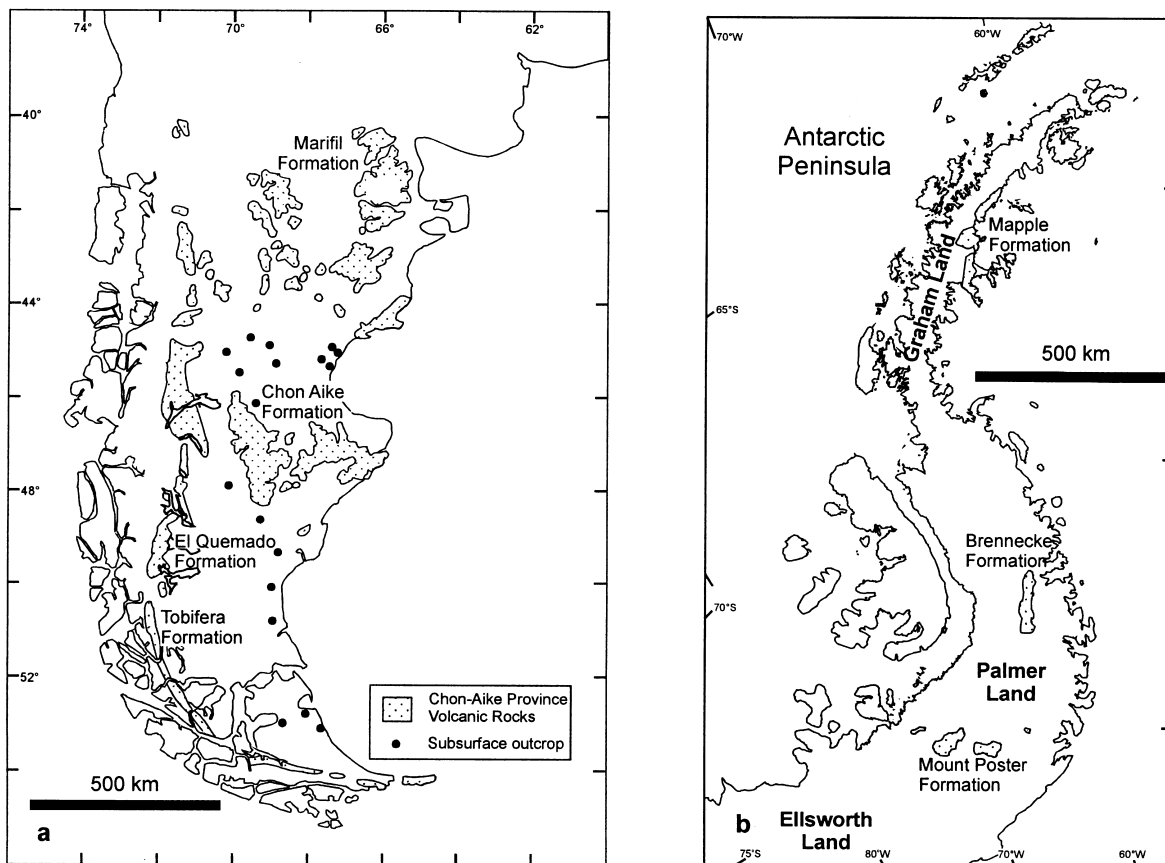 74°
70°
66°
62°
40°
44°
48°
52°
Marifil
Formation
Chon Aike
Formation
El Quemado
Formation
Tobifera
Formation
Chon-Aike Province
Volcanic Rocks
Subsurface outcrop
500 km
a
70°W
60°W
Antarctic
Peninsula
Mapple
Formation
Graham Land
65°S
500 km
Brennecke
Formation
70°S
Palmer
Land
Mount Poster
Formation
Ellsworth
Land
b
75°S
80°W
70°W
60°W